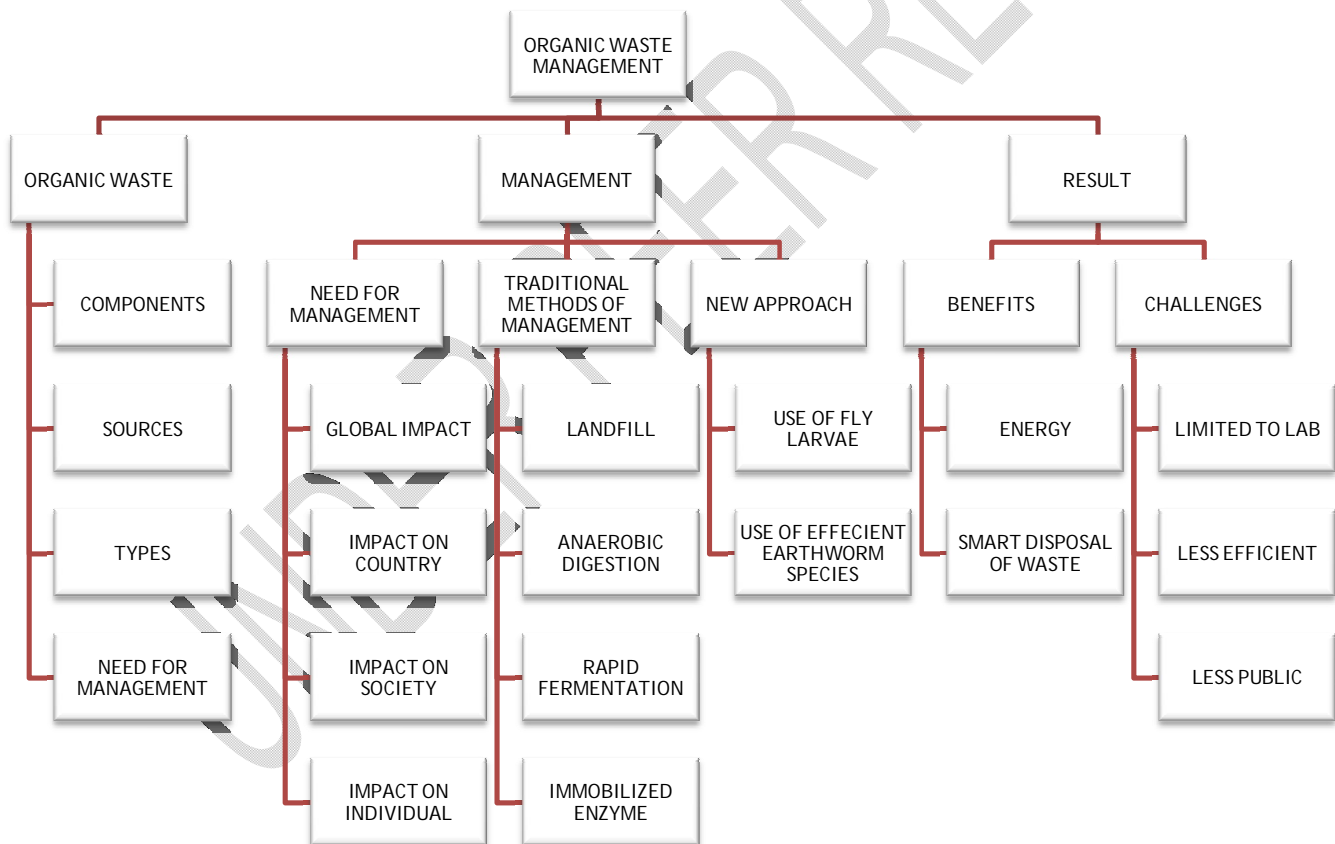 ORGANIC WASTE
MANAGEMENT
ORGANIC WASTE
MANAGEMENT
RESULT
COMPONENTS
SOURCES
TYPES
NEED FOR
MANAGEMENT
NEED FOR
MANAGEMENT
GLOBAL IMPACT
IMPACT ON
COUNTRY
IMPACT ON
SOCIETY
IMPACT ON
INDIVIDUAL
TRADITIONAL
METHODS OF
MANAGEMENT
LANDFILL
ANAEROBIC
DIGESTION
RAPID
FERMENTATION
IMMOBILIZED
ENZYME
NEW APPROACH
USE OF FLY
LARVAE
USE OF EFFECIENT
EARTHWORM
SPECIES
BENEFITS
ENERGY
SMART DISPOSAL
OF WASTE
CHALLENGES
LIMITED TO LAB
LESS EFFICIENT
LESS PUBLIC